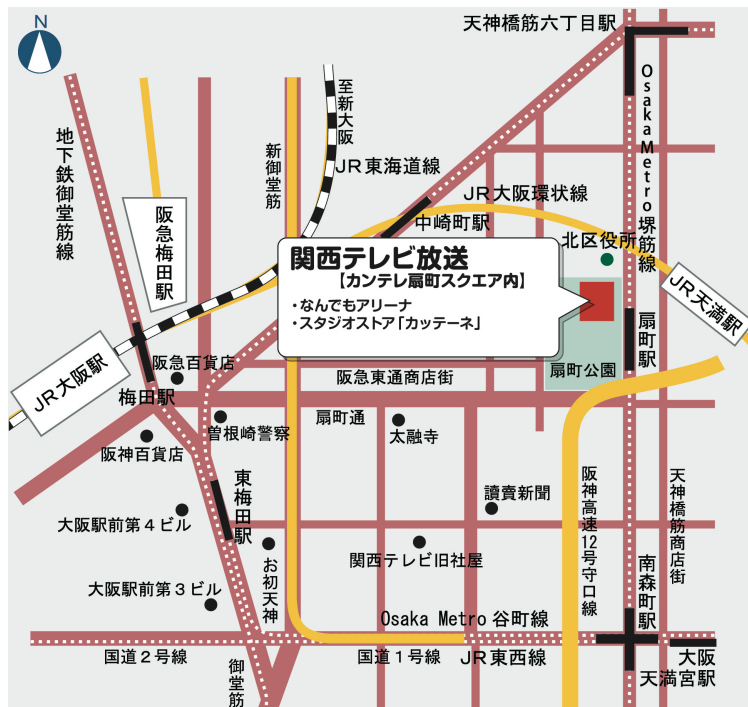 N
天神橋筋六丁目駅
Osaka Metro 堺筋線
至新大阪
地下鉄御堂筋線
新御堂筋
JR東海道線
JR大阪環状線
阪急梅田駅
中崎町駅
北区役所
関西テレビ放送
【カンテレ扇町スクエア内】
・なんでもアリーナ
・スタジオストア「カッテーネ」
JR天満駅
扇町駅
JR大阪駅
阪急百貨店
扇町公園
阪急東通商店街
梅田駅
扇町通
太融寺
曽根崎警察
阪神百貨店
東梅田駅
讀賣新聞
阪神高速12号守口線
天神橋筋商店街
大阪駅前第4ビル
お初天神
関西テレビ旧社屋
南森町駅
大阪駅前第3ビル
Osaka Metro 谷町線
国道2号線
国道1号線
JR東西線
大阪
天満宮駅
御堂筋